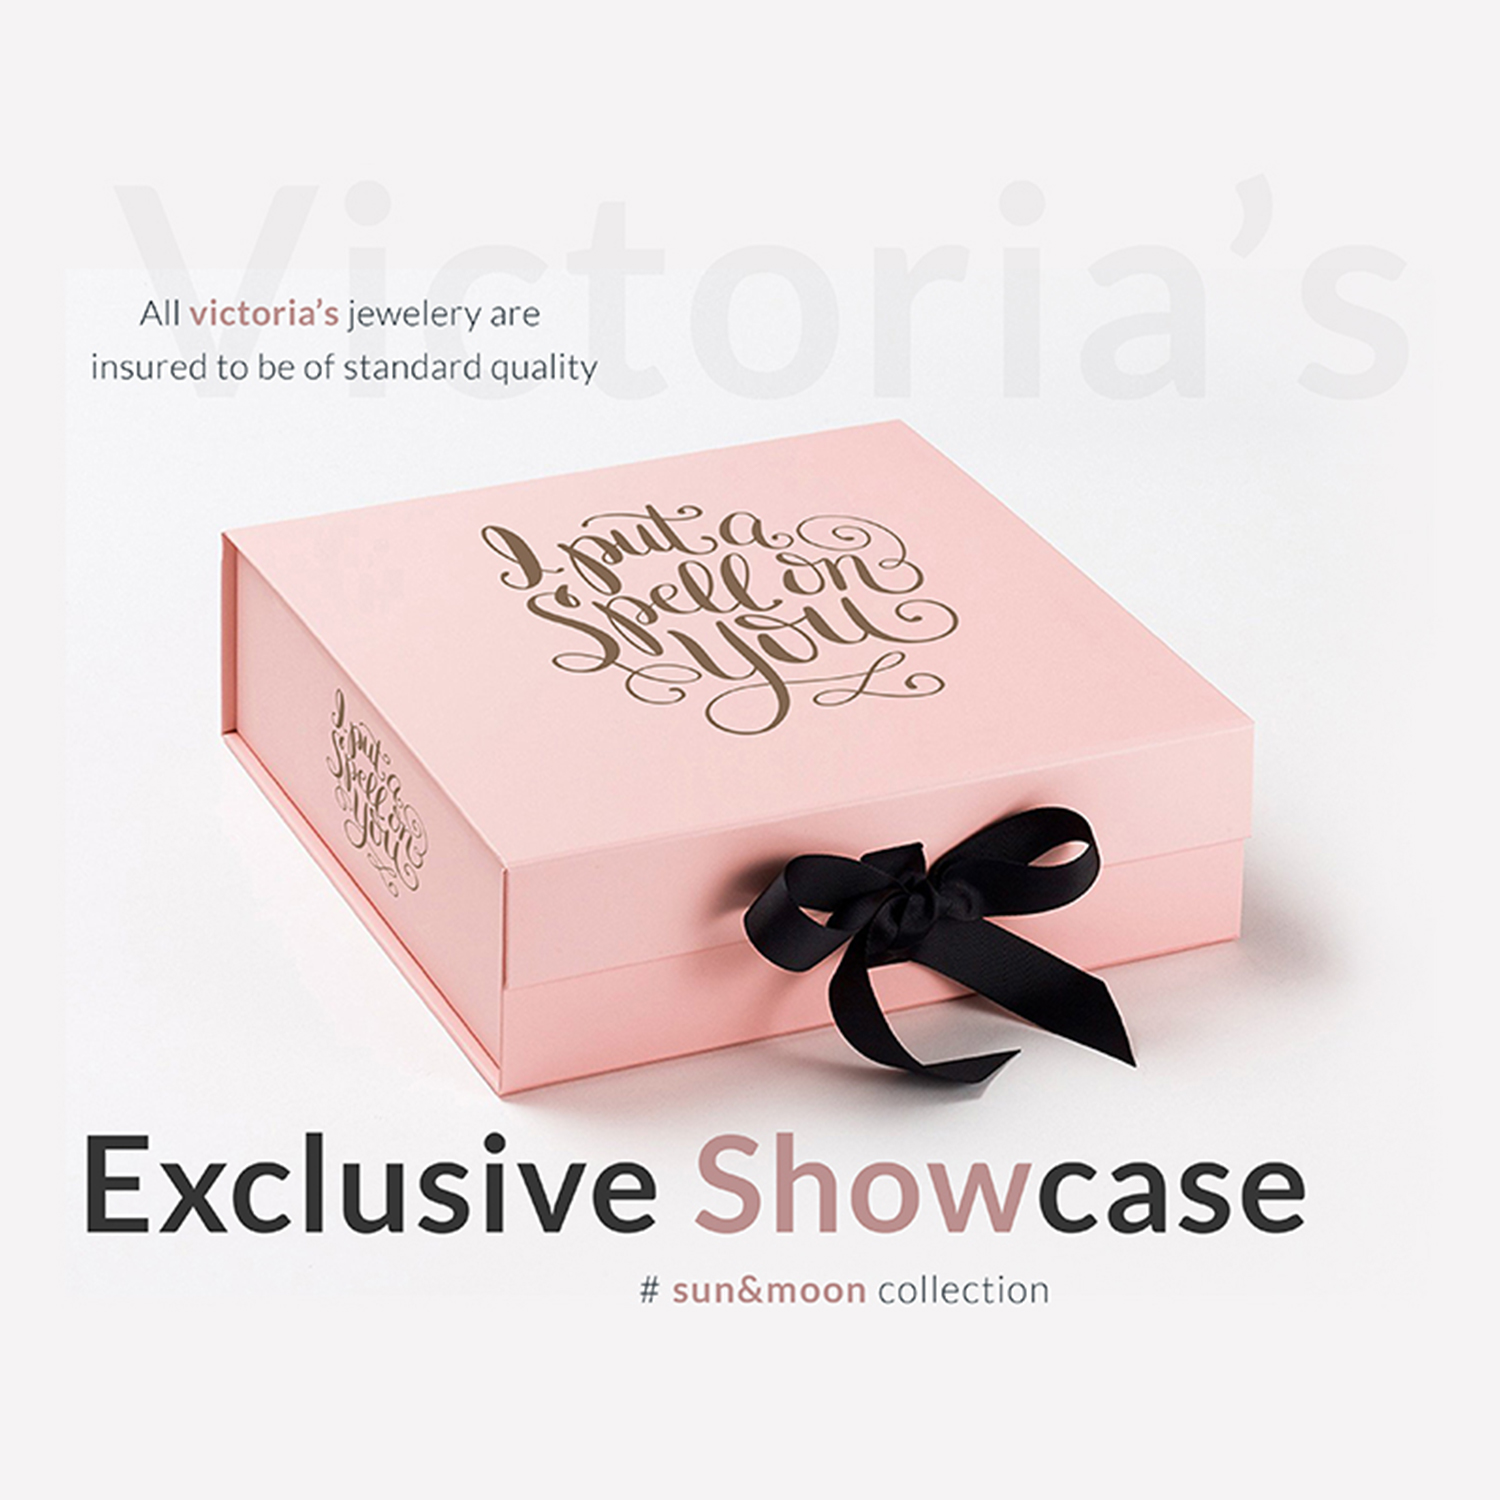 Victoria's
All victoria's jewelery are
insured to be of standard quality
I put a
Spell on
You
I put a
Spell on
You
Exclusive Showcase
# sun&moon collection